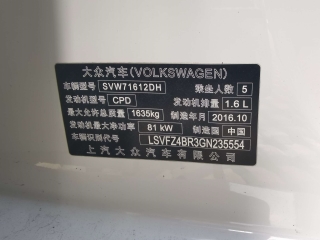 大众汽车(VOLKSWAGEN)
车辆型号 SVW71612DH 乘坐人数 5
发动机型号 CPD 发动机排量 1.6 L
最大允许总质量 1635kg 制造年月 2016.10
发动机最大净功率 81 kW 制造国 中国
车辆识别代号 LSVFZ4BR3GN235554
上汽大众汽车有限公司